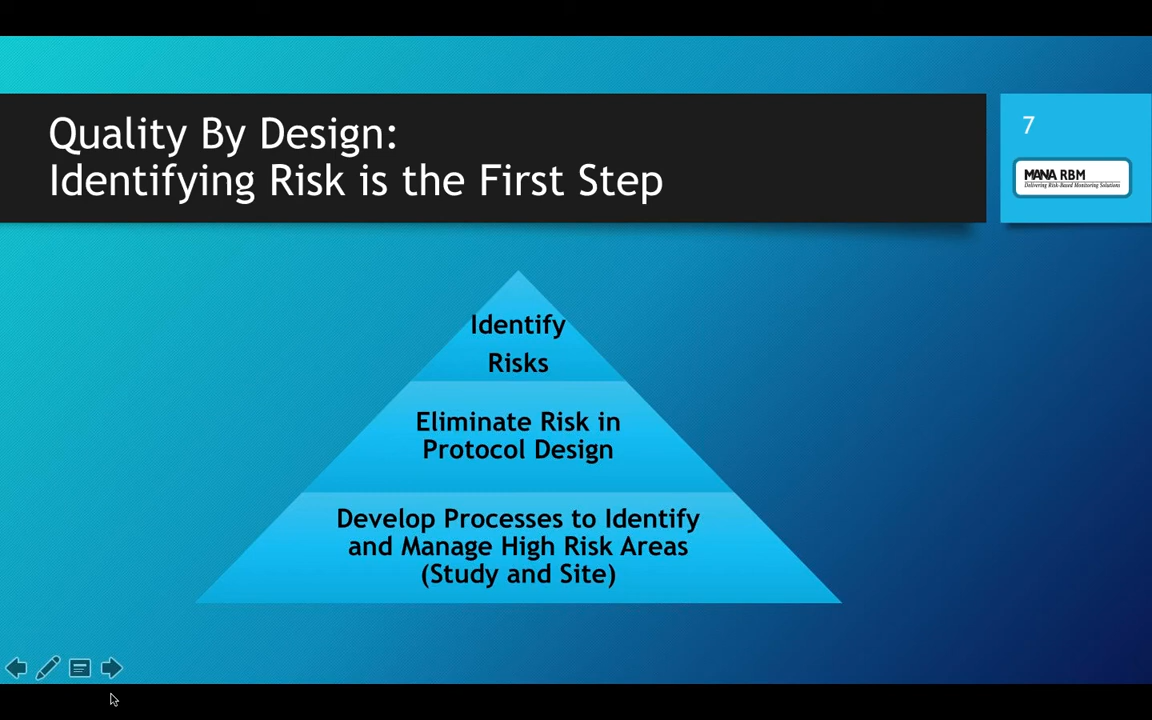 Quality By Design:
Identifying Risk is the First Step
7
MANA RBM
Delivering Risk-Based Monitoring Solutions
Identify
Risks
Eliminate Risk in
Protocol Design
Develop Processes to Identify
and Manage High Risk Areas
(Study and Site)